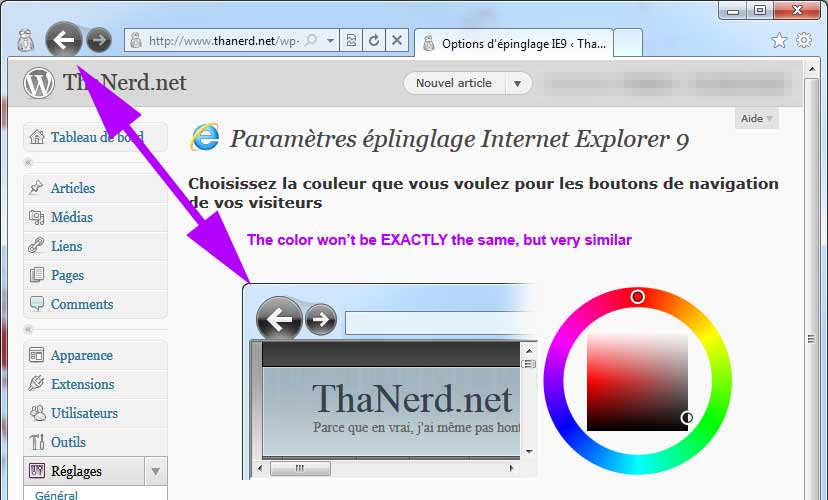 http://www.thanerd.net/wp-
Options d'épinglage IE9 ‹ Tha...
ThaNerd.net
Nouvel article
Aide
Tableau de bord
Paramètres éplinglage Internet Explorer 9
Choisissez la couleur que vous voulez pour les boutons de navigation
de vos visiteurs
The color won't be EXACTLY the same, but very similar
Articles
Médias
Liens
Pages
Comments
Apparence
Extensions
Utilisateurs
Outils
Réglages
Général
ThaNerd.net
Parce que en vrai, j'ai même pas hont